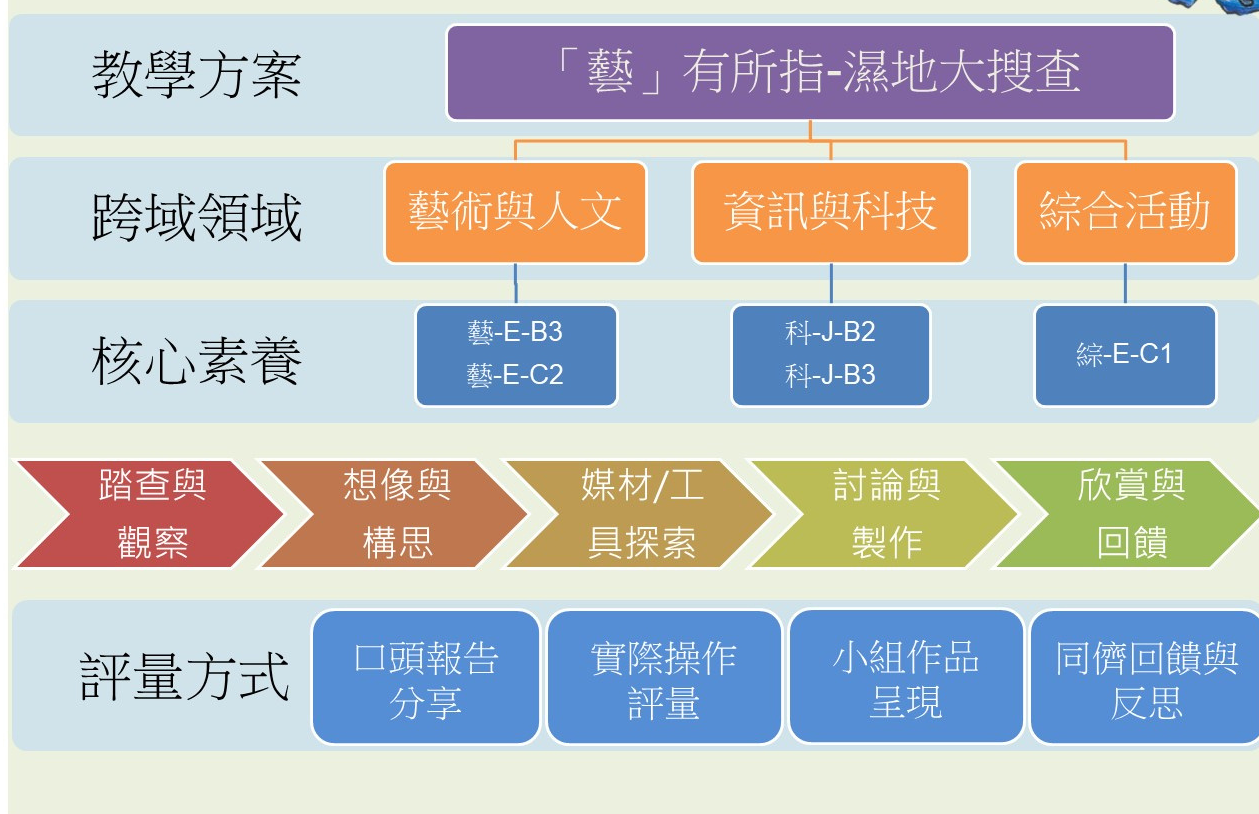 教學方案
「藝」有所指-濕地大搜查
跨域領域
藝術與人文
資訊與科技
綜合活動
核心素養
藝-E-B3
藝-E-C2
科-J-B2
科-J-B3
綜-E-C1
踏查與
觀察
想像與
構思
媒材/工
具探索
討論與
製作
欣賞與
回饋
評量方式
口頭報告
分享
實際操作
評量
小組作品
呈現
同儕回饋與
反思